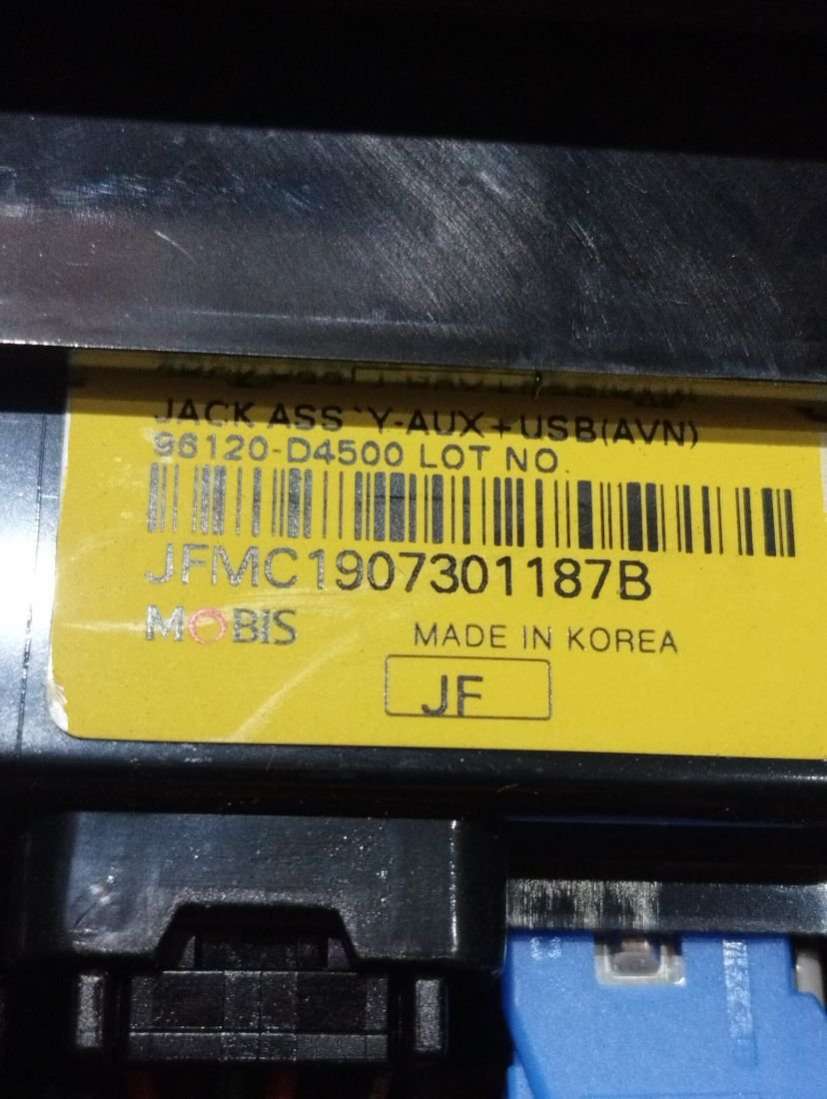 JACK ASS`Y-AUX+USB(AVN)
96120-D4500 LOT NO.
JFMC1907301187B
MOBIS
MADE IN KOREA
JF